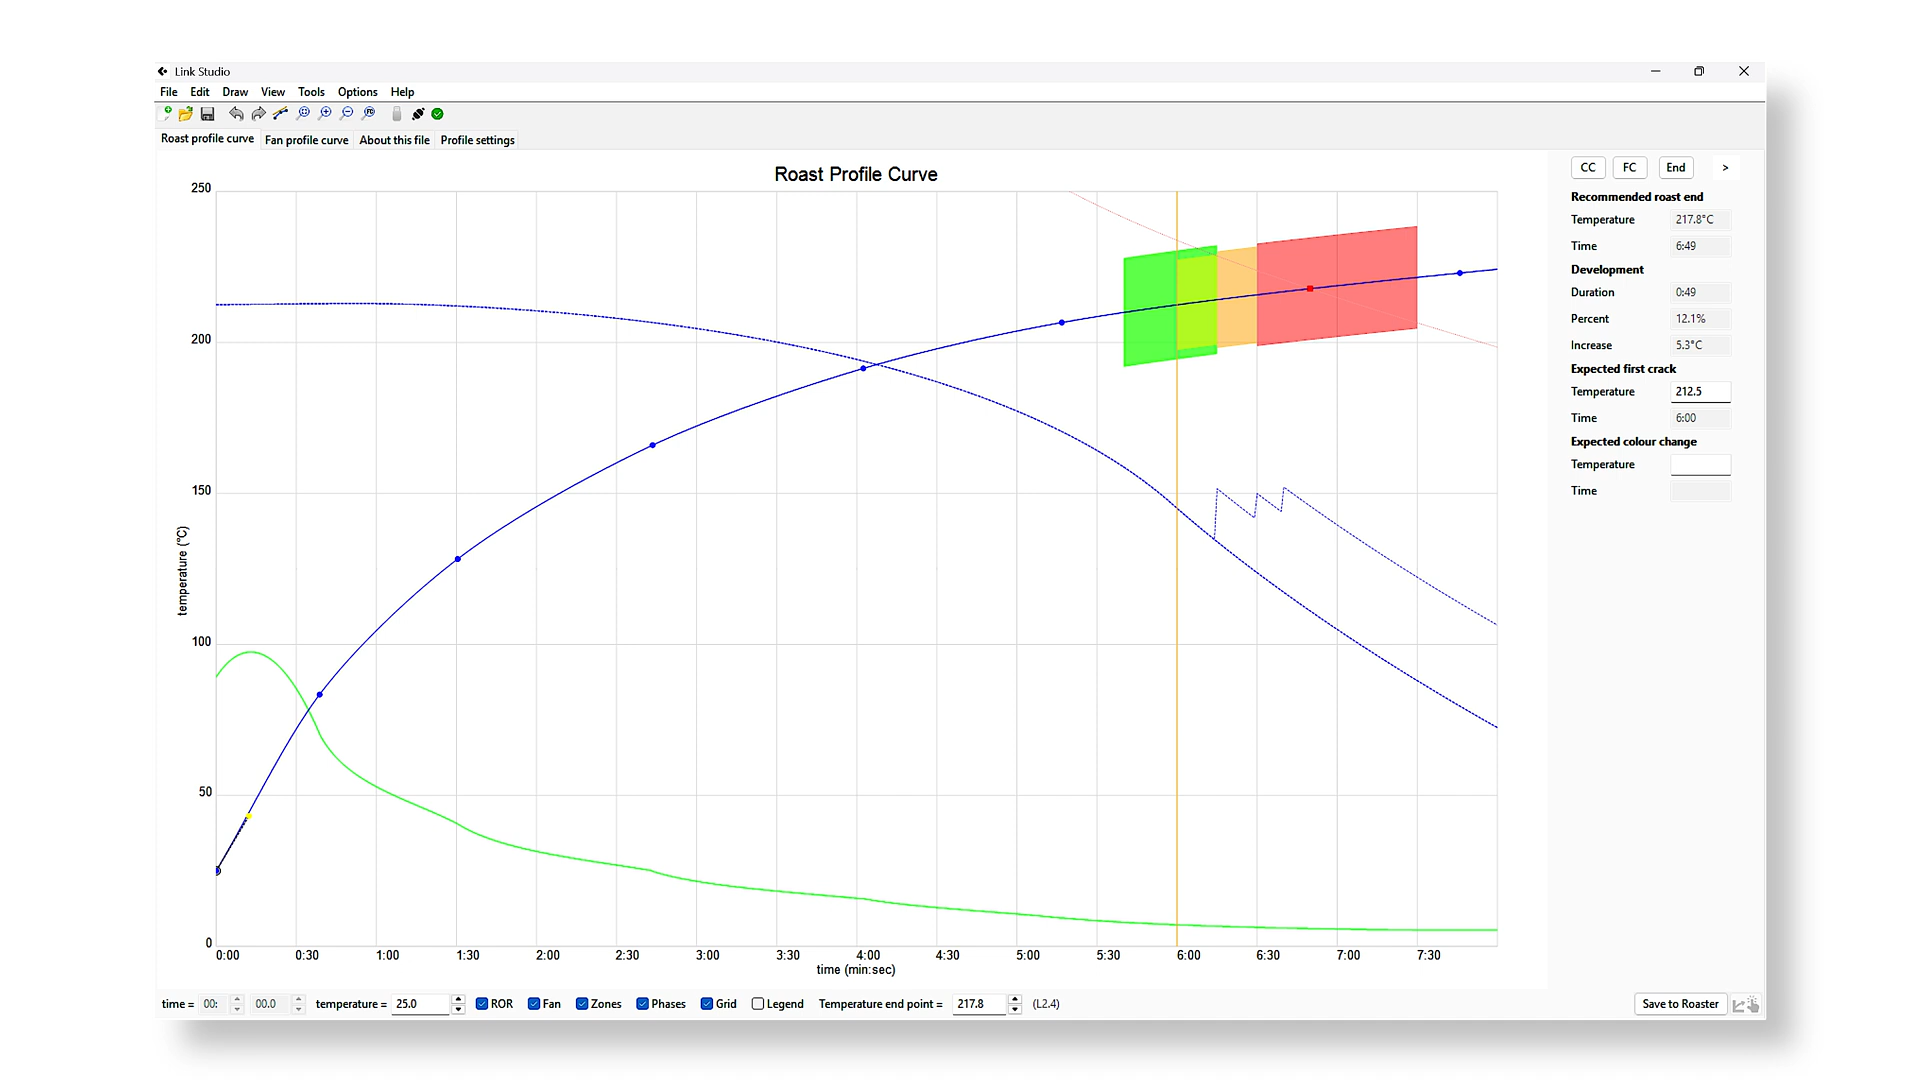 Link Studio
File Edit Draw View Tools Options Help
Roast profile curve Fan profile curve About this file Profile settings
Roast Profile Curve
250
200
150
100
50
0
temperature (°C)
0:00 0:30 1:00 1:30 2:00 2:30 3:00 3:30 4:00 4:30 5:00 5:30 6:00 6:30 7:00 7:30
time (min:sec)
CC FC End >
Recommended roast end
Temperature 217.8°C
Time 6:49
Development
Duration 0:49
Percent 12.1%
Increase 5.3°C
Expected first crack
Temperature 212.5
Time 6:00
Expected colour change
Temperature
Time
time = 00: 00.0 temperature = 25.0 ROR Fan Zones Phases Grid Legend Temperature end point = 217.8 (L2.4) Save to Roaster